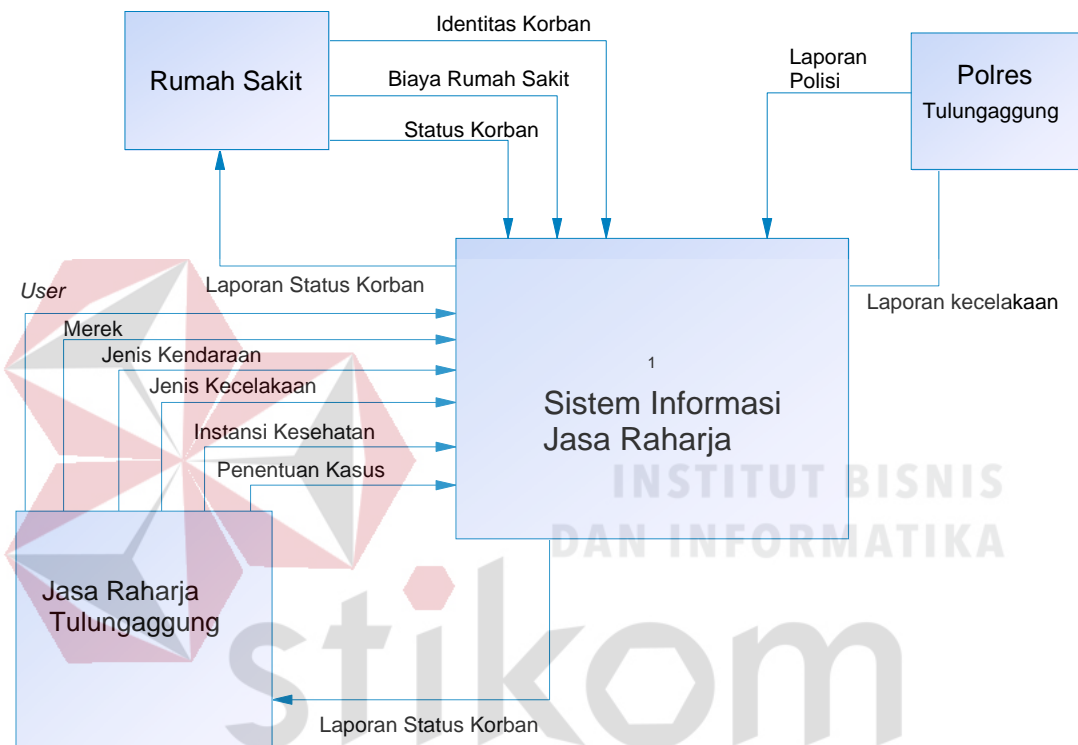 Identitas Korban
Rumah Sakit
Biaya Rumah Sakit
Status Korban
Laporan
Polisi
Polres
Tulungaggung
Laporan Status Korban
User
Merek
Jenis Kendaraan
Jenis Kecelakaan
Instansi Kesehatan
Penentuan Kasus
Laporan kecelakaan
1
Sistem Informasi
Jasa Raharja
INSTITUT BISNIS
DAN INFORMATIKA
Jasa Raharja
Tulungaggung
stikom
Laporan Status Korban